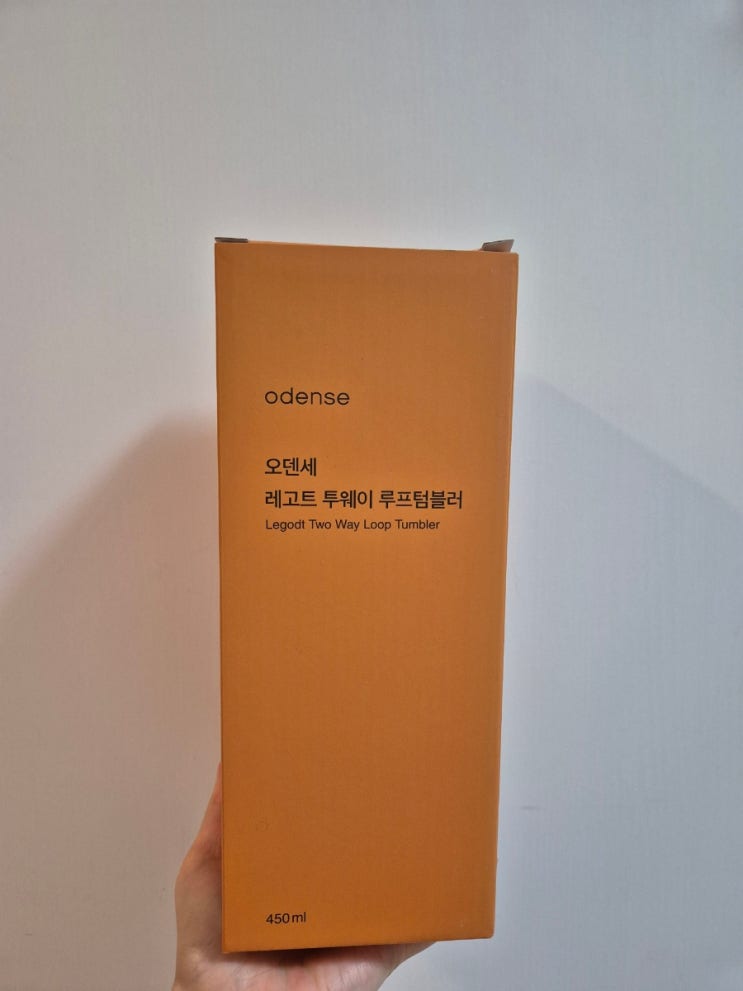 odense
오덴세
레고트 투웨이 루프텀블러
Legodt Two Way Loop Tumbler
450ml